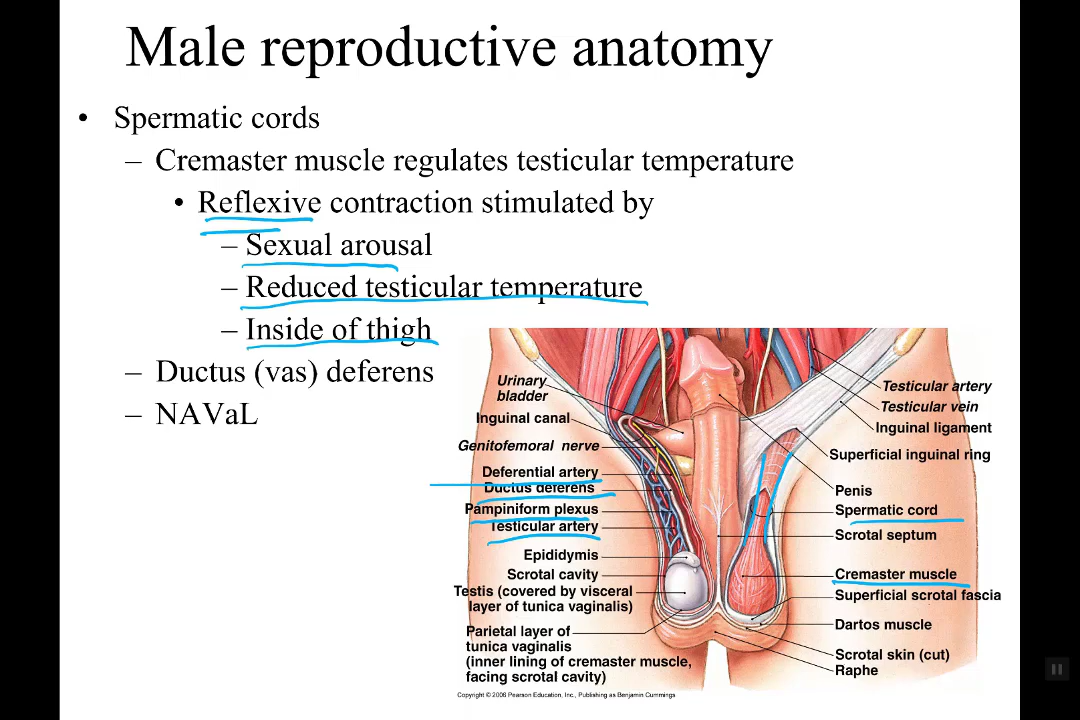 Male reproductive anatomy
• Spermatic cords
– Cremaster muscle regulates testicular temperature
• Reflexive contraction stimulated by
– Sexual arousal
– Reduced testicular temperature
– Inside of thigh
– Ductus (vas) deferens
– NAVaL
Urinary
bladder
Inguinal canal
Genitofemoral nerve
Deferential artery
Ductus deferens
Pampiniform plexus
Testicular artery
Epididymis
Scrotal cavity
Testis (covered by visceral
layer of tunica vaginalis)
Parietal layer of
tunica vaginalis
(inner lining of cremaster muscle,
facing scrotal cavity)
Testicular artery
Testicular vein
Inguinal ligament
Superficial inguinal ring
Penis
Spermatic cord
Scrotal septum
Cremaster muscle
Superficial scrotal fascia
Dartos muscle
Scrotal skin (cut)
Raphe
Copyright © 2006 Pearson Education, Inc., Publishing as Benjamin Cummings